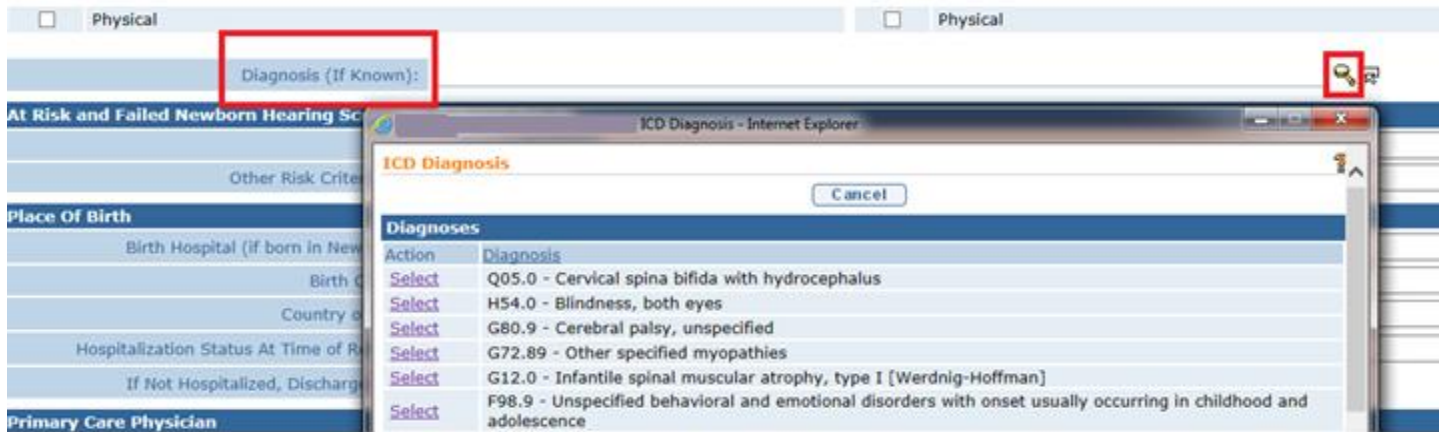 Physical Physical
Diagnosis (If Known):
At Risk and Failed Newborn Hearing Sc
ICD Diagnosis - Internet Explorer
ICD Diagnosis
Other Risk Crite
Cancel
Place Of Birth
Diagnoses
Birth Hospital (if born in New
Action Diagnosis
Birth
Select Q05.0 - Cervical spina bifida with hydrocephalus
Select H54.0 - Blindness, both eyes
Country o
Select G80.9 - Cerebral palsy, unspecified
Hospitalization Status At Time of R
Select G72.89 - Other specified myopathies
If Not Hospitalized, Discharg
Select G12.0 - Infantile spinal muscular atrophy, type I [Werdnig-Hoffman]
Select F98.9 - Unspecified behavioral and emotional disorders with onset usually occurring in childhood and
adolescence
Primary Care Physician